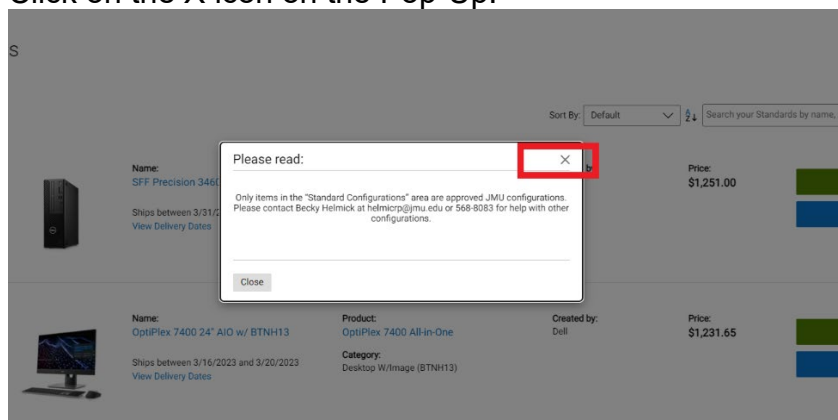 Click on the X icon on the Pop-Up.
s
Sort By:
Default
Search your Standards by name,
Please read:
Only items in the "Standard Configurations" area are approved JMU configurations.
Please contact Becky Helmick at helmicrp@jmu.edu or 568-8083 for help with other
configurations.
Close
Name:
SFF Precision 346
Ships between 3/31/2
View Delivery Dates
Price:
$1,251.00
Name:
OptiPlex 7400 24" AIO w/ BTNH13
Ships between 3/16/2023 and 3/20/2023
View Delivery Dates
Product:
OptiPlex 7400 All-in-One
Category:
Desktop W/Image (BTNH13)
Created by:
Dell
Price:
$1,231.65